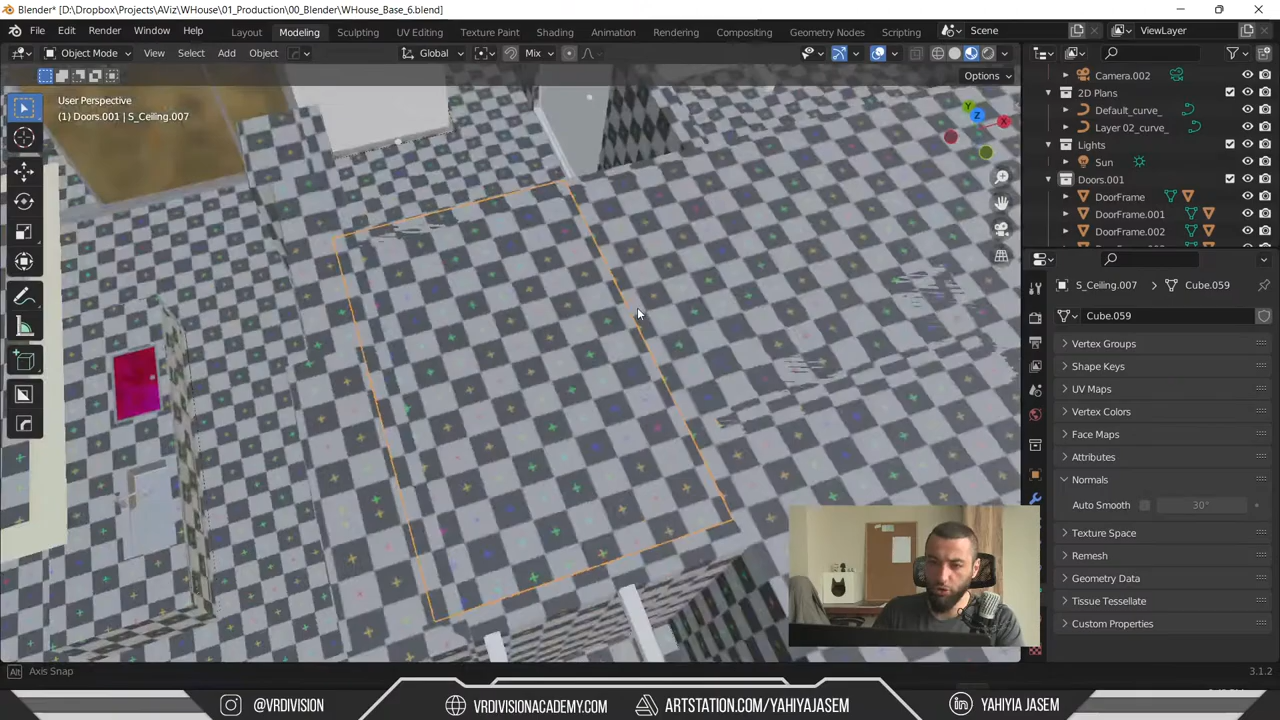 Blender* [D:\Dropbox\Projects\AViz\WHouse\01_Production\00_Blender\WHouse_Base_6.blend]
File Edit Render Window Help Layout Modeling Sculpting UV Editing Texture Paint Shading Animation Rendering Compositing Geometry Nodes Scripting Scene ViewLayer
Object Mode View Select Add Object Global Mix
Options
User Perspective
(1) Doors.001 | S_Ceiling.007
Y
Z
X
Camera.002
2D Plans
Default_curve_
Layer 02_curve_
Lights
Sun
Doors.001
DoorFrame
DoorFrame.001
DoorFrame.002
S_Ceiling.007 > Cube.059
Cube.059
Vertex Groups
Shape Keys
UV Maps
Vertex Colors
Face Maps
Attributes
Normals
Auto Smooth 30°
Texture Space
Remesh
Geometry Data
Tissue Tessellate
Custom Properties
Alt Axis Snap 3.1.2
@VRDIVISION VRDIVISIONACADEMY.COM ARTSTATION.COM/YAHIYAJASEM YAHIYIA JASEM